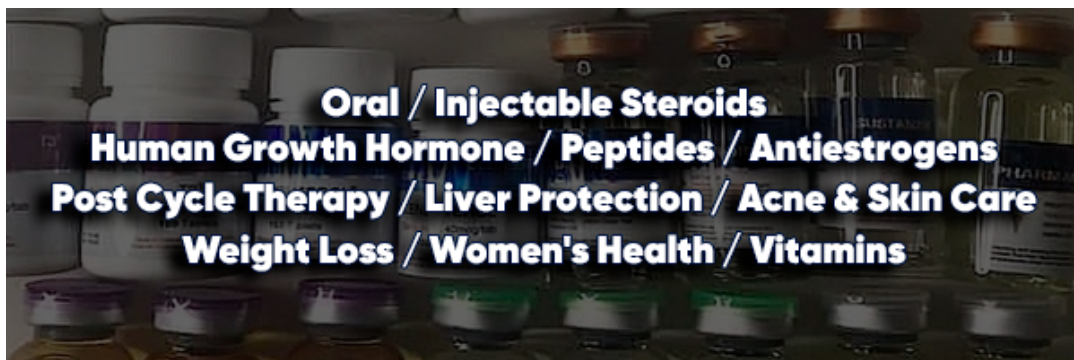 Oral / Injectable Steroids
Human Growth Hormone / Peptides / Antiestrogens
Post Cycle Therapy / Liver Protection / Acne & Skin Care
Weight Loss / Women's Health / Vitamins